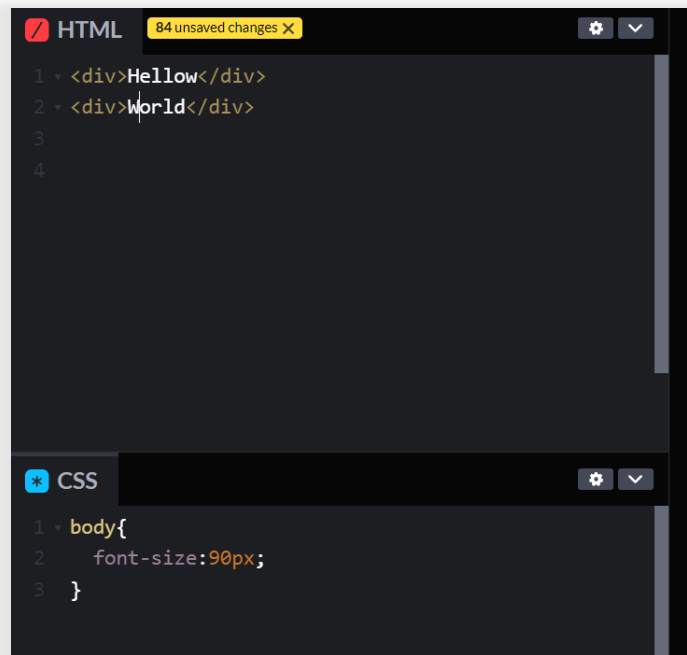 / HTML 84 unsaved changes X
1 <div>Hellow</div>
2 <div>World</div>
3
4
* CSS
1 body{
2   font-size:90px;
3 }